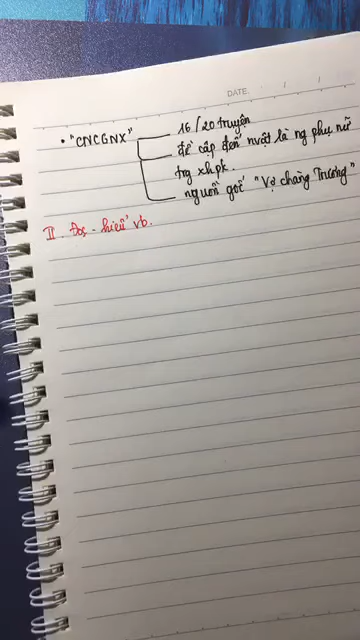 DATE. / /
• "CNCGNX"
16/20 truyện
đề cập đến nvật là ng phụ nữ
trg xhpk.
nguồn gốc "Vợ chàng Trương"
II. Đọc - hiểu vb.